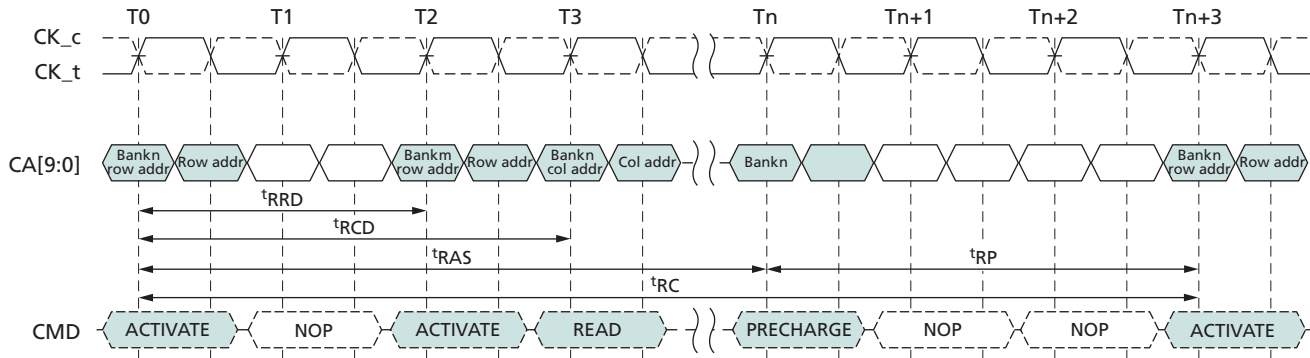 T0 T1 T2 T3 Tn Tn+1 Tn+2 Tn+3
CK_c
CK_t
CA[9:0]
Bankn row addr
Row addr
Bankm row addr
Row addr
Bankn col addr
Col addr
Bankn
Bankn row addr
Row addr
tRRD
tRCD
tRAS
tRP
tRC
CMD ACTIVATE NOP ACTIVATE READ PRECHARGE NOP NOP ACTIVATE